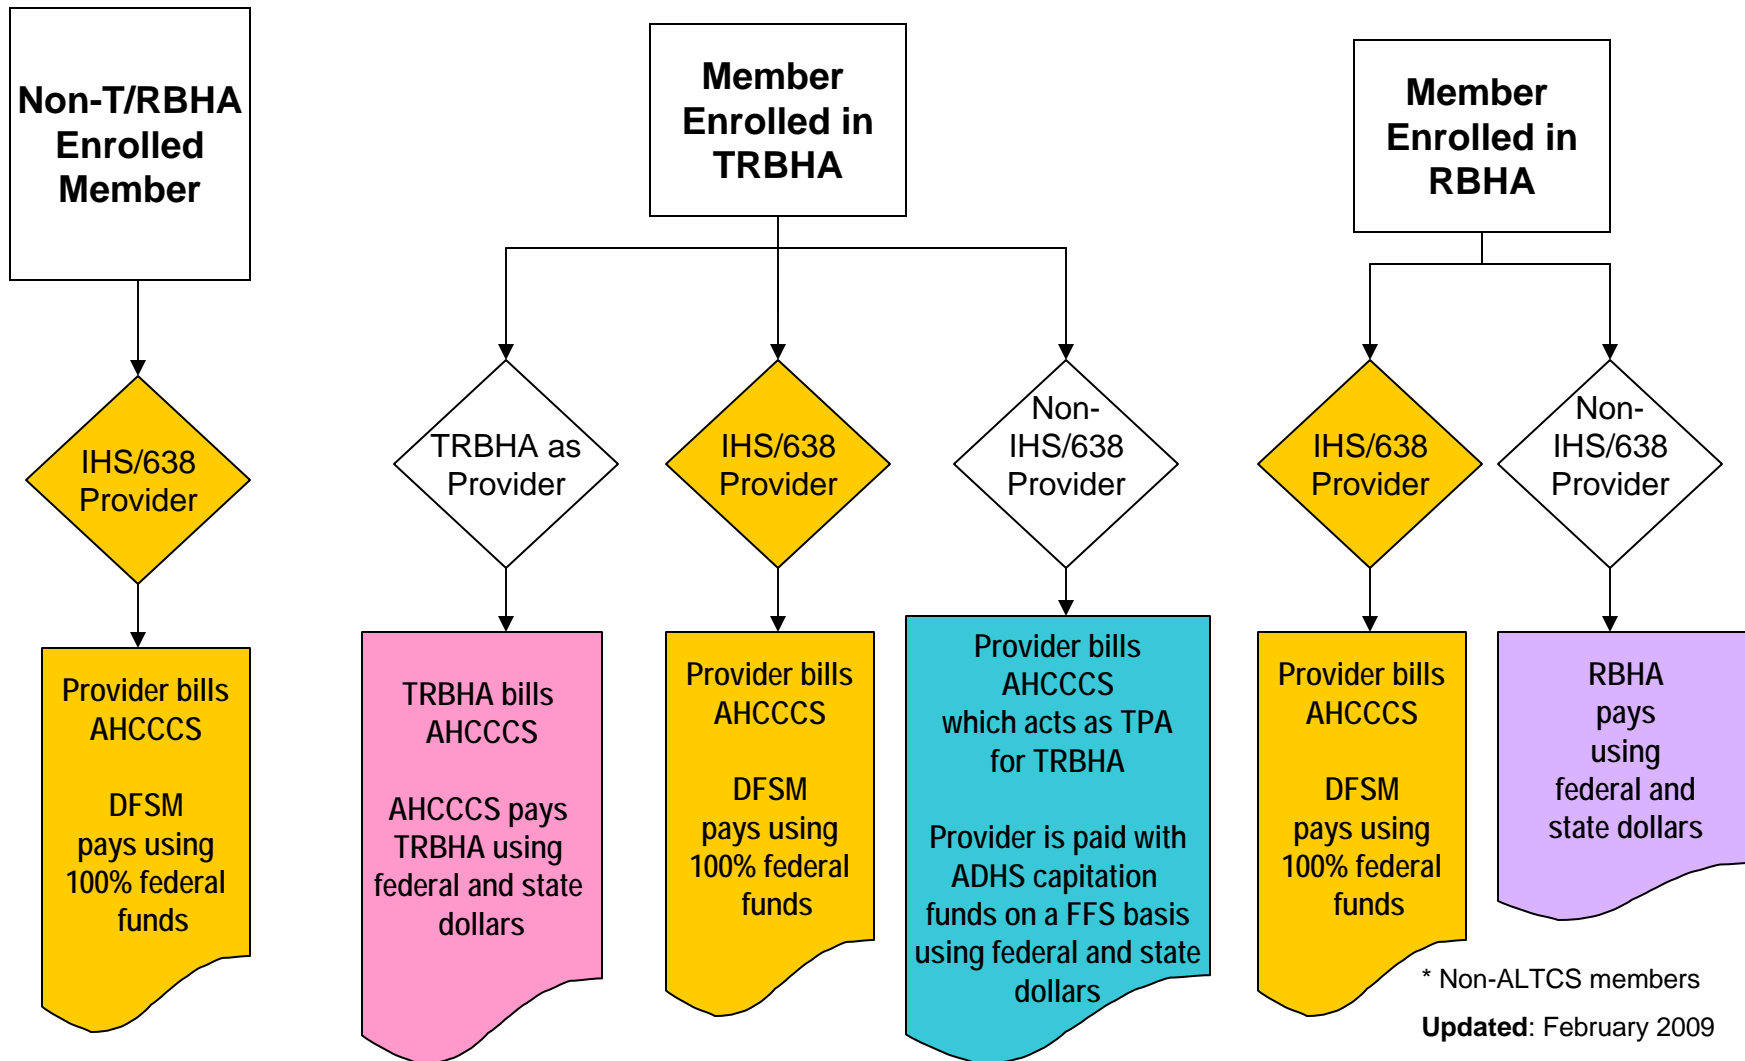 Non-T/RBHA
Enrolled
Member
Member
Enrolled in
TRBHA
Member
Enrolled in
RBHA
IHS/638
Provider
TRBHA as
Provider
IHS/638
Provider
Non-
IHS/638
Provider
IHS/638
Provider
Non-
IHS/638
Provider
Provider bills
AHCCCS
DFSM
pays using
100% federal
funds
TRBHA bills
AHCCCS
AHCCCS pays
TRBHA using
federal and state
dollars
Provider bills
AHCCCS
DFSM
pays using
100% federal
funds
Provider bills
AHCCCS
which acts as TPA
for TRBHA
Provider is paid with
ADHS capitation
funds on a FFS basis
using federal and state
dollars
Provider bills
AHCCCS
DFSM
pays using
100% federal
funds
RBHA
pays
using
federal and
state dollars
* Non-ALTCS members
Updated: February 2009